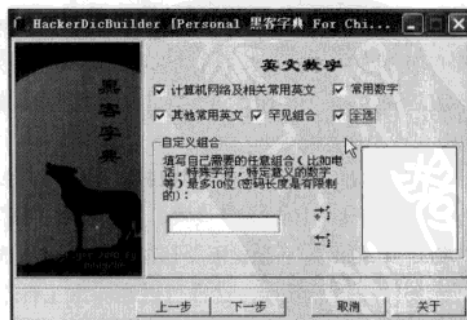 HackerDicBuilder [Personal 黑客字典 For Chi...
黑客字典
英文数字
计算机网络及相关常用英文
常用数字
其他常用英文
罕见组合
全选
自定义组合
填写自己需要的任意组合(比如电
话,特殊字符,特定意义的数字
等)最多10位(密码长度是有限制
的):
上一步
下一步
取消
关于